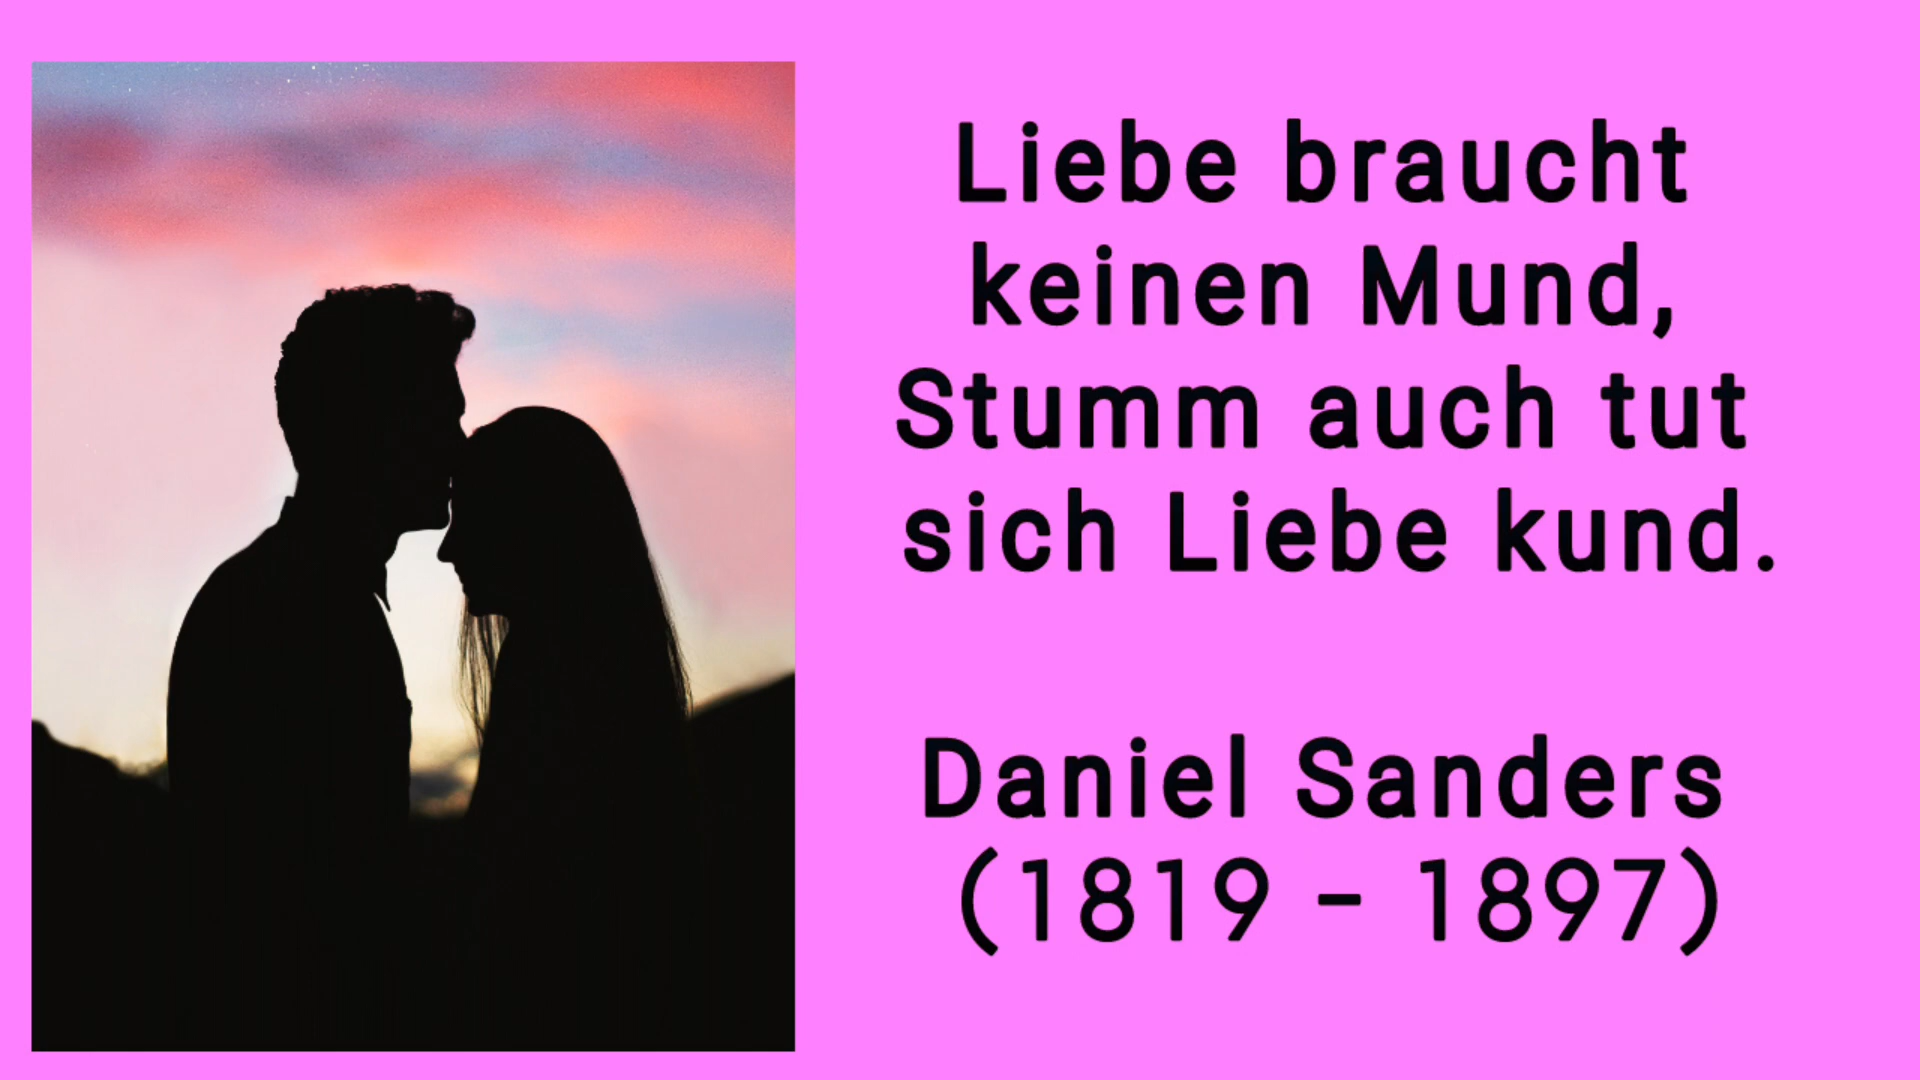 Liebe braucht
keinen Mund,
Stumm auch tut
sich Liebe kund.
Daniel Sanders
(1819 - 1897)